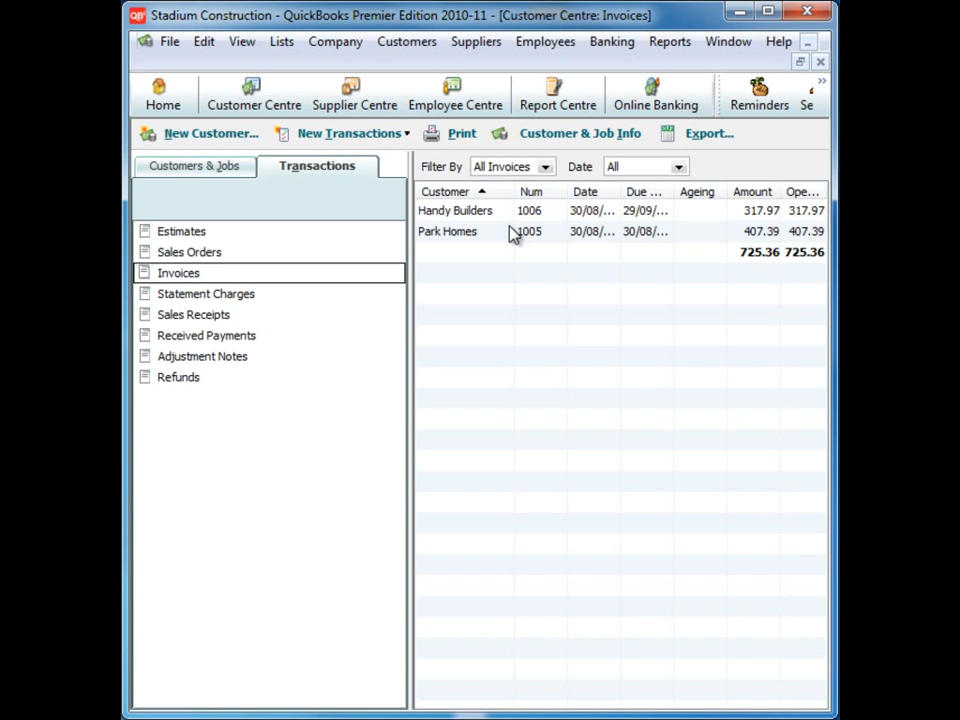 Stadium Construction - QuickBooks Premier Edition 2010-11 - [Customer Centre: Invoices]
File Edit View Lists Company Customers Suppliers Employees Banking Reports Window Help
Home Customer Centre Supplier Centre Employee Centre Report Centre Online Banking Reminders Se
New Customer... New Transactions Print Customer & Job Info Export...
Customers & Jobs Transactions Filter By All Invoices Date All
Customer Num Date Due ... Ageing Amount Ope...
Handy Builders 1006 30/08/... 29/09/... 317.97 317.97
Estimates
Park Homes 1005 30/08/... 30/08/... 407.39 407.39
Sales Orders
725.36 725.36
Invoices
Statement Charges
Sales Receipts
Received Payments
Adjustment Notes
Refunds